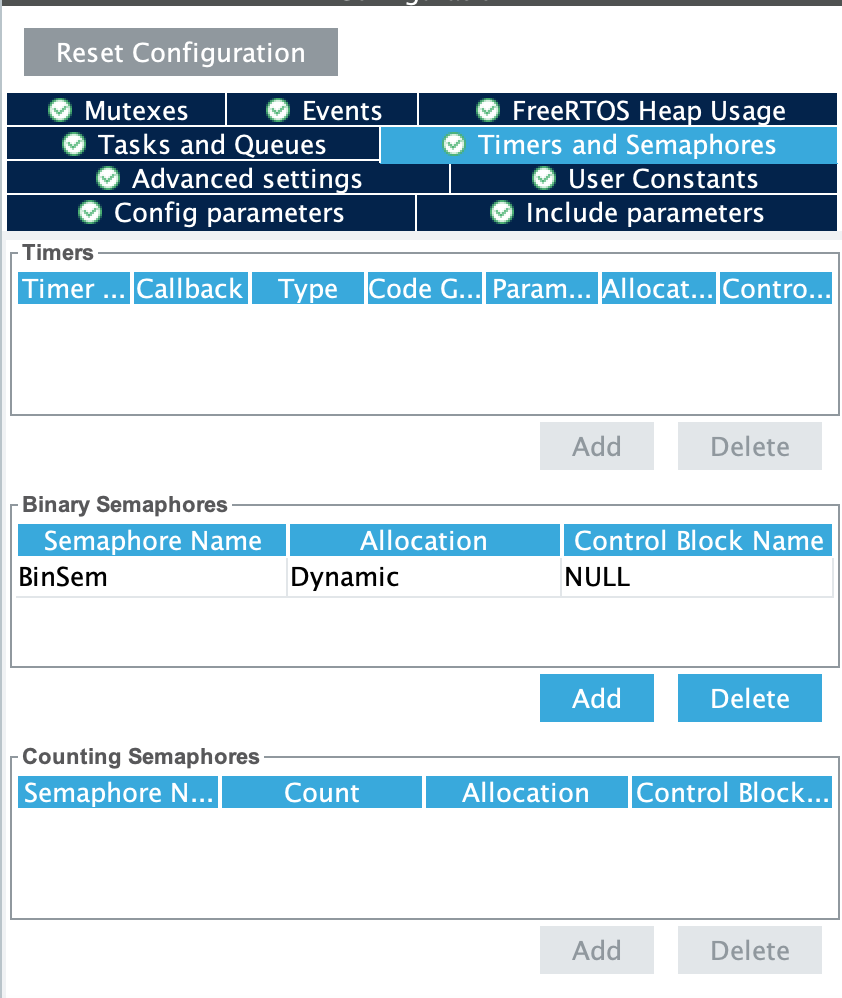 Reset Configuration
Mutexes Events FreeRTOS Heap Usage
Tasks and Queues Timers and Semaphores
Advanced settings User Constants
Config parameters Include parameters
Timers
Timer ... Callback Type Code G... Param... Allocat... Contro...
Add Delete
Binary Semaphores
Semaphore Name Allocation Control Block Name
BinSem Dynamic NULL
Add Delete
Counting Semaphores
Semaphore N... Count Allocation Control Block...
Add Delete